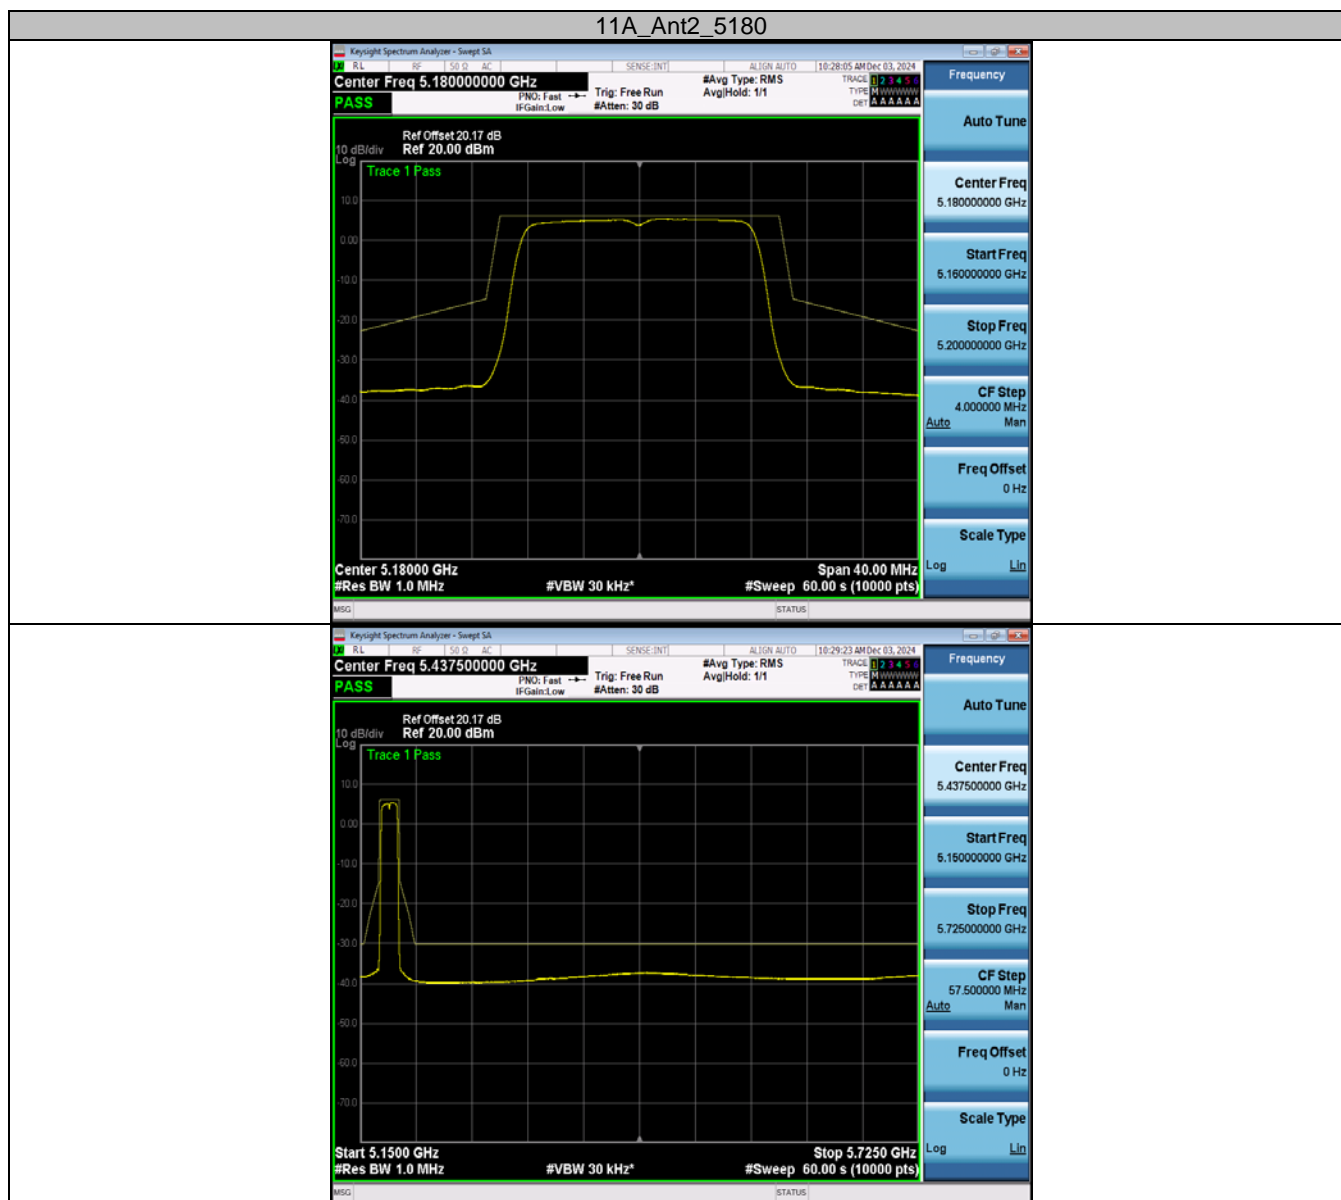 11A_Ant2_5180
Keysight Spectrum Analyzer - Swept SA
RL RF 50 Ω AC SENSE:INT ALIGN AUTO 10:28:05 AM Dec 03, 2024
Center Freq 5.180000000 GHz
PASS
PNO: Fast
IFGain:Low
Trig: Free Run
#Atten: 30 dB
#Avg Type: RMS
Avg|Hold: 1/1
TRACE 1 2 3 4 5 6
TYPE M WWWWW
DET A A A A A A
Ref Offset 20.17 dB
10 dB/div Ref 20.00 dBm
Log
Trace 1 Pass
10.0
0.00
-10.0
-20.0
-30.0
-40.0
-50.0
-60.0
-70.0
Center 5.18000 GHz Span 40.00 MHz
#Res BW 1.0 MHz #VBW 30 kHz* #Sweep 60.00 s (10000 pts)
MSG STATUS
Frequency
Auto Tune
Center Freq
5.180000000 GHz
Start Freq
5.160000000 GHz
Stop Freq
5.200000000 GHz
CF Step
4.000000 MHz
Auto Man
Freq Offset
0 Hz
Scale Type
Log Lin
Keysight Spectrum Analyzer - Swept SA
RL RF 50 Ω AC SENSE:INT ALIGN AUTO 10:29:23 AM Dec 03, 2024
Center Freq 5.437500000 GHz
PASS
PNO: Fast
IFGain:Low
Trig: Free Run
#Atten: 30 dB
#Avg Type: RMS
Avg|Hold: 1/1
TRACE 1 2 3 4 5 6
TYPE M WWWWW
DET A A A A A A
Ref Offset 20.17 dB
10 dB/div Ref 20.00 dBm
Log
Trace 1 Pass
10.0
0.00
-10.0
-20.0
-30.0
-40.0
-50.0
-60.0
-70.0
Start 5.1500 GHz Stop 5.7250 GHz
#Res BW 1.0 MHz #VBW 30 kHz* #Sweep 60.00 s (10000 pts)
MSG STATUS
Frequency
Auto Tune
Center Freq
5.437500000 GHz
Start Freq
5.150000000 GHz
Stop Freq
5.725000000 GHz
CF Step
57.500000 MHz
Auto Man
Freq Offset
0 Hz
Scale Type
Log Lin